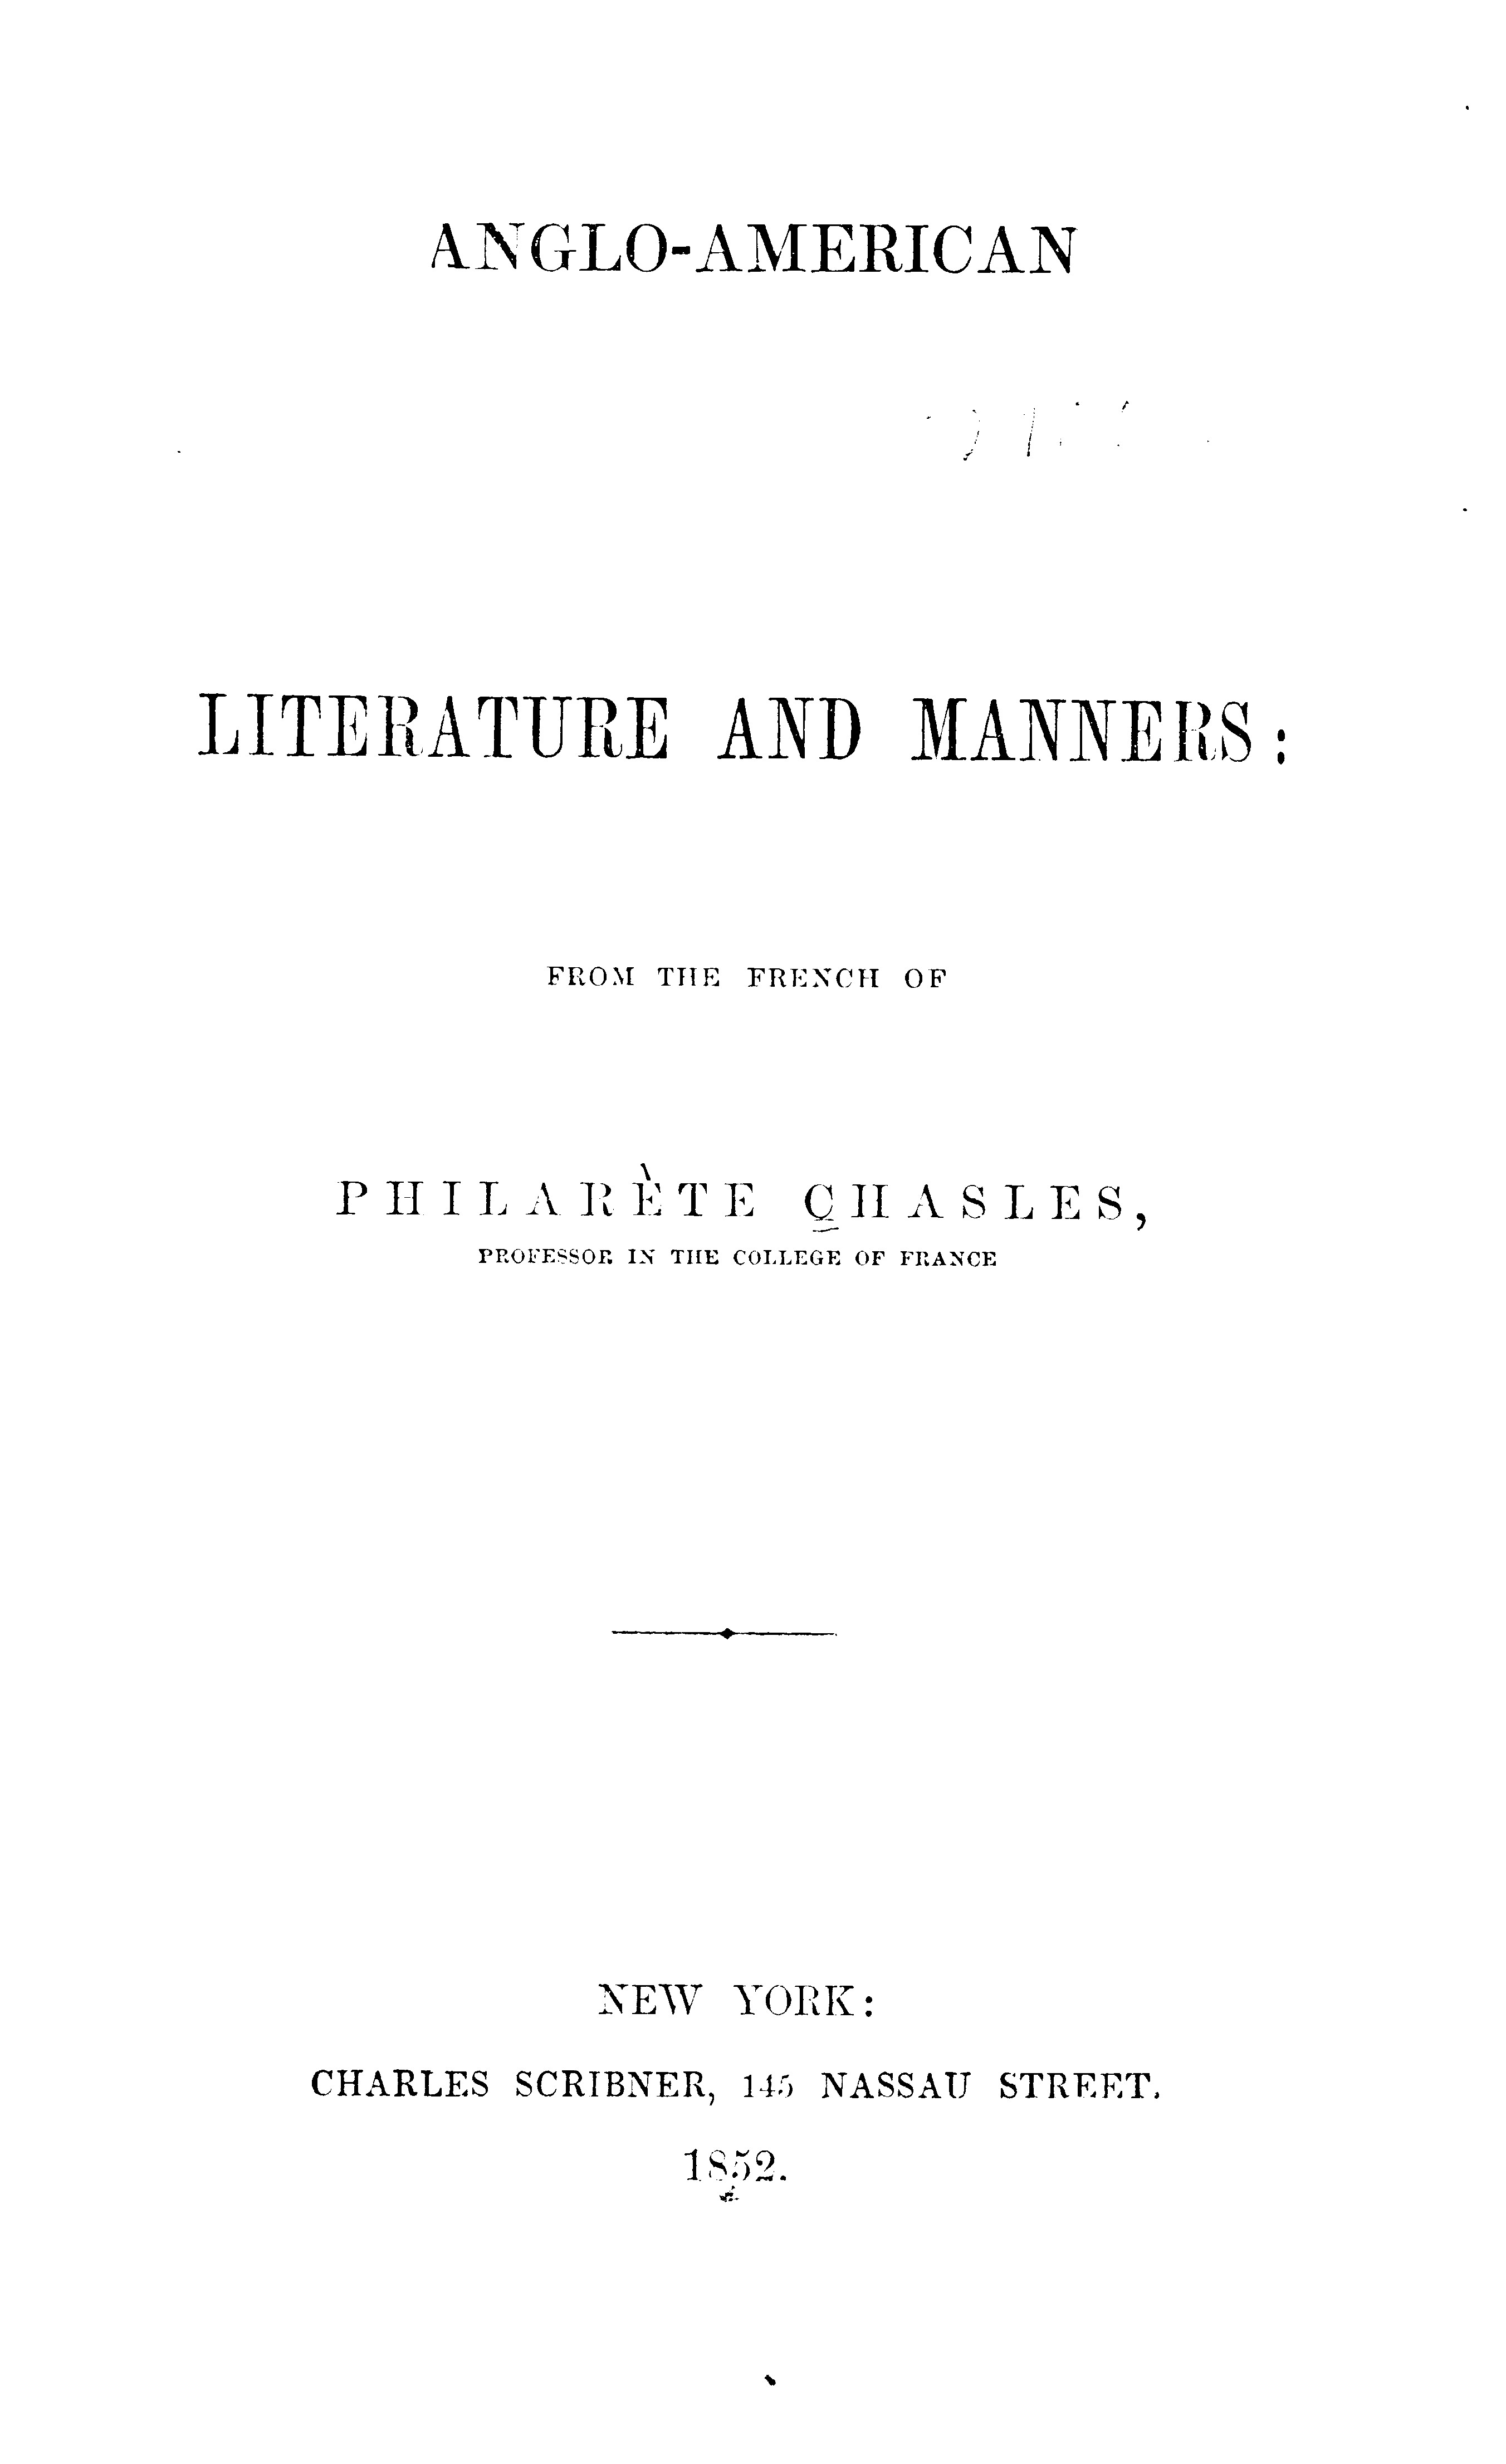 ANGLO-AMERICAN
LITERATURE AND MANNERS:
FROM THE FRENCH OF
PHILARÈTE CHASLES,
PROFESSOR IN THE COLLEGE OF FRANCE
NEW YORK:
CHARLES SCRIBNER, 145 NASSAU STREET.
1852.